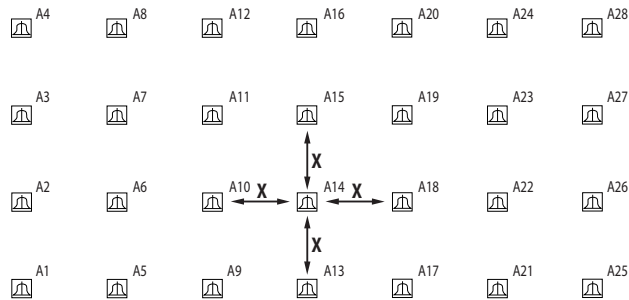 A4 A8 A12 A16 A20 A24 A28
A3 A7 A11 A15 A19 A23 A27
X
A2 A6 A10 X A14 X A18 A22 A26
X
A1 A5 A9 A13 A17 A21 A25